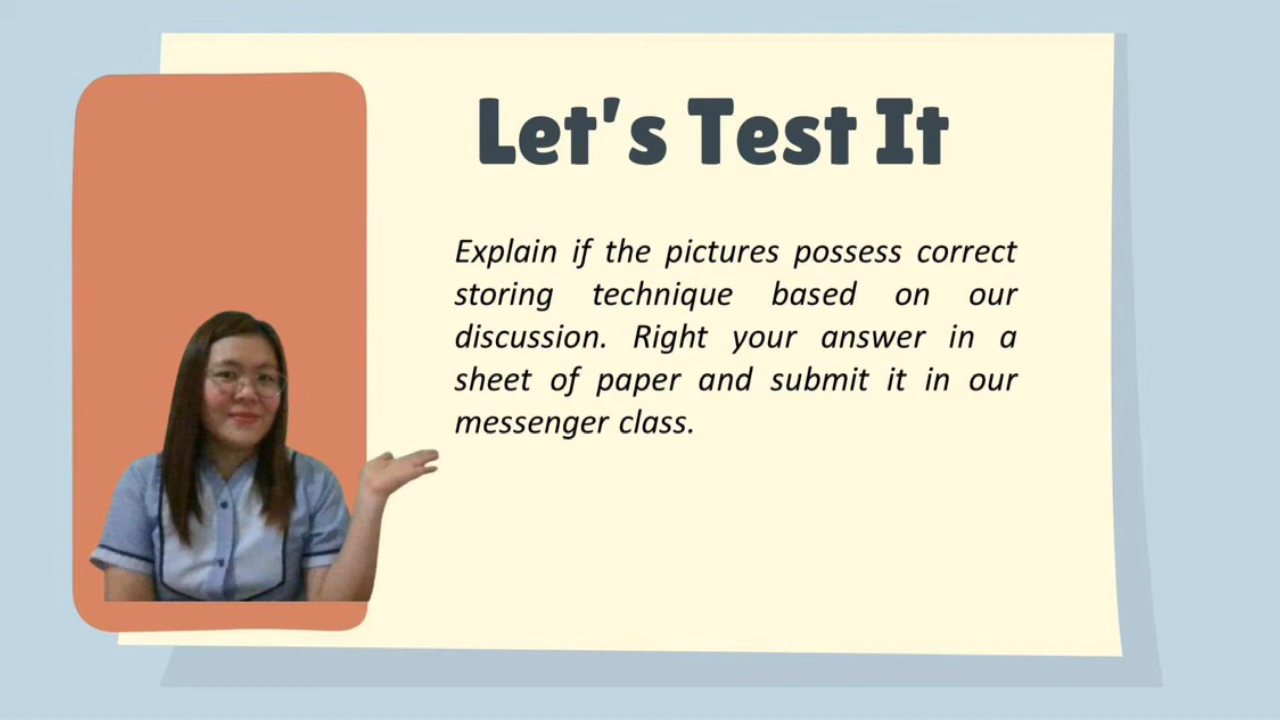 Let's Test It
Explain if the pictures possess correct
storing technique based on our
discussion. Right your answer in a
sheet of paper and submit it in our
messenger class.